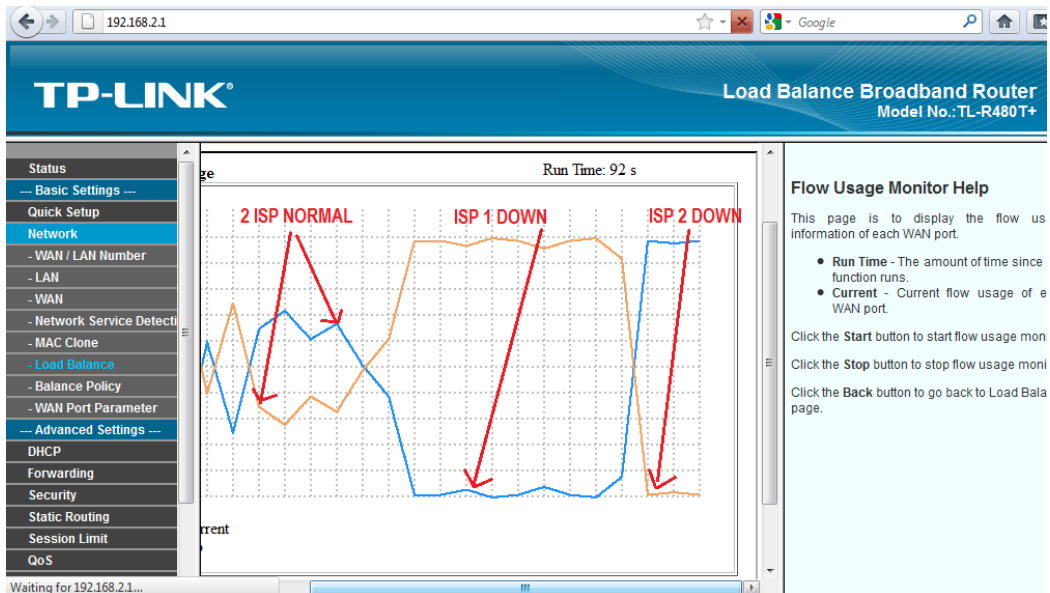 192.168.2.1
Google
TP-LINK®
Load Balance Broadband Router
Model No.:TL-R480T+
Status
--- Basic Settings ---
Quick Setup
Network
- WAN / LAN Number
- LAN
- WAN
- Network Service Detecti
- MAC Clone
- Load Balance
- Balance Policy
- WAN Port Parameter
--- Advanced Settings ---
DHCP
Forwarding
Security
Static Routing
Session Limit
QoS
ge
Run Time: 92 s
2 ISP NORMAL
ISP 1 DOWN
ISP 2 DOWN
rrent
Flow Usage Monitor Help
This page is to display the flow us
information of each WAN port.
Run Time - The amount of time since
function runs.
Current - Current flow usage of e
WAN port.
Click the Start button to start flow usage moni
Click the Stop button to stop flow usage moni
Click the Back button to go back to Load Bala
page.
Waiting for 192.168.2.1...